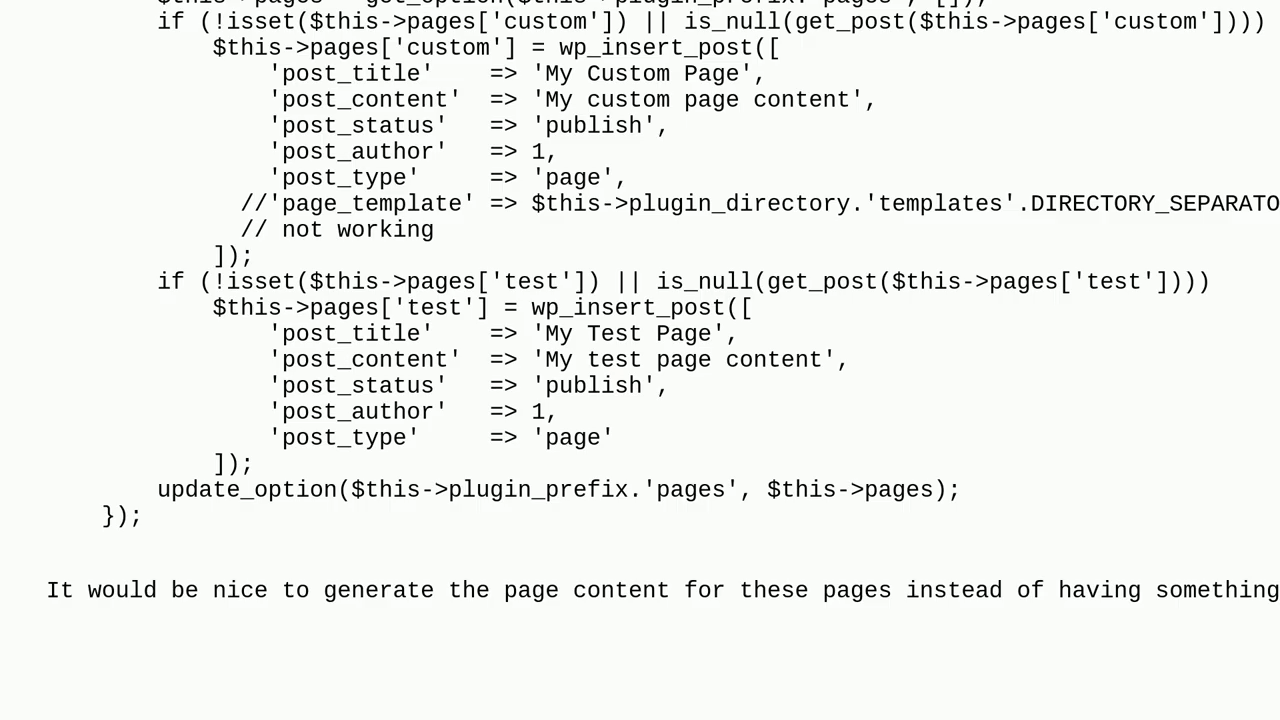 if (!isset($this->pages['custom']) || is_null(get_post($this->pages['custom'])))
$this->pages['custom'] = wp_insert_post([
'post_title' => 'My Custom Page',
'post_content' => 'My custom page content',
'post_status' => 'publish',
'post_author' => 1,
'post_type' => 'page',
//'page_template' => $this->plugin_directory.'templates'.DIRECTORY_SEPARATO
// not working
]);
if (!isset($this->pages['test']) || is_null(get_post($this->pages['test'])))
$this->pages['test'] = wp_insert_post([
'post_title' => 'My Test Page',
'post_content' => 'My test page content',
'post_status' => 'publish',
'post_author' => 1,
'post_type' => 'page'
]);
update_option($this->plugin_prefix.'pages', $this->pages);
});
It would be nice to generate the page content for these pages instead of having something